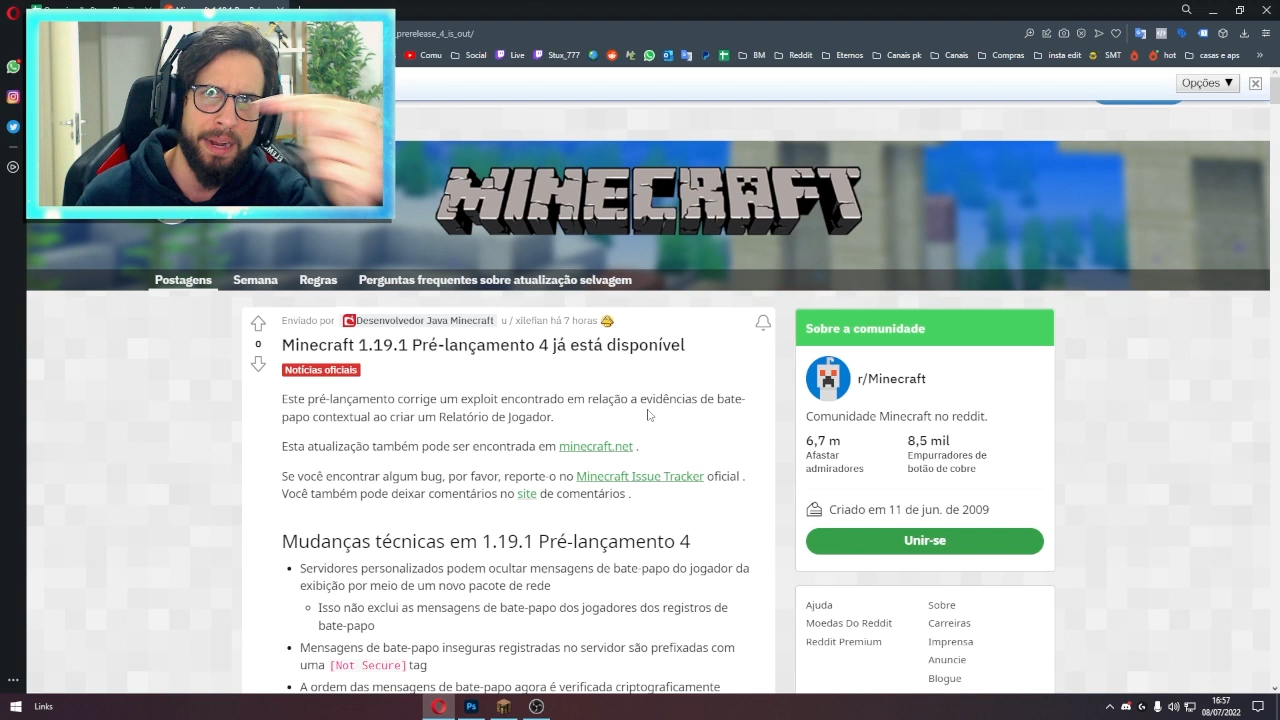 _prerelease_4_is_out/
Comu
Social
Live
Stux_777
BM
Reddit
Eternos
Canais pk
Canais
Compras
insta edit
SMT
casas e aps
Opções ▼
MINECRAFT
Postagens
Semana
Regras
Perguntas frequentes sobre atualização selvagem
Enviado por Desenvolvedor Java Minecraft u / xilefian há 7 horas
0
Minecraft 1.19.1 Pré-lançamento 4 já está disponível
Notícias oficiais
Este pré-lançamento corrige um exploit encontrado em relação a evidências de bate-
papo contextual ao criar um Relatório de Jogador.
Esta atualização também pode ser encontrada em minecraft.net .
Se você encontrar algum bug, por favor, reporte-o no Minecraft Issue Tracker oficial .
Você também pode deixar comentários no site de comentários .
Mudanças técnicas em 1.19.1 Pré-lançamento 4
Servidores personalizados podem ocultar mensagens de bate-papo do jogador da
exibição por meio de um novo pacote de rede
Isso não exclui as mensagens de bate-papo dos jogadores dos registros de
bate-papo
Mensagens de bate-papo inseguras registradas no servidor são prefixadas com
uma [Not Secure] tag
A ordem das mensagens de bate-papo agora é verificada criptograficamente
Sobre a comunidade
r/Minecraft
Comunidade Minecraft no reddit.
6,7 m
8,5 mil
Afastar
admiradores
Empurradores de
botão de cobre
Criado em 11 de jun. de 2009
Unir-se
Ajuda
Sobre
Moedas Do Reddit
Carreiras
Reddit Premium
Imprensa
Anuncie
Blogue
Links
16:57
08/07/2022